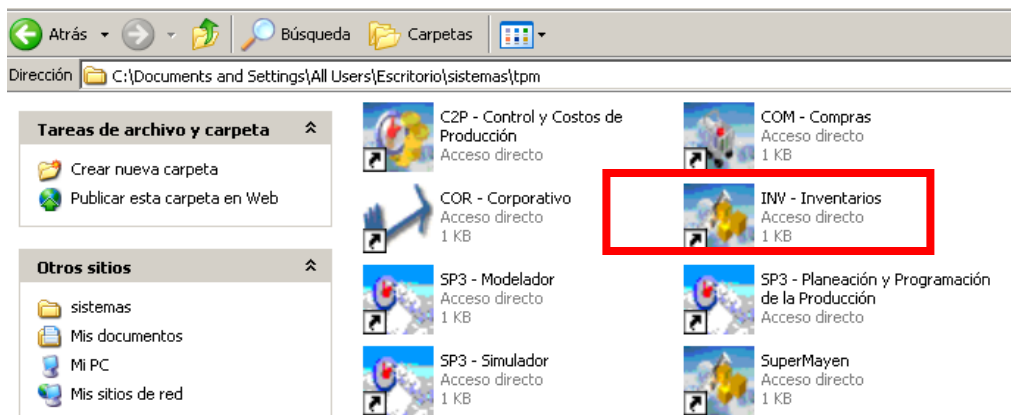 Atrás Búsqueda Carpetas
Dirección C:\Documents and Settings\All Users\Escritorio\sistemas\tpm
Tareas de archivo y carpeta
Crear nueva carpeta
Publicar esta carpeta en Web
Otros sitios
sistemas
Mis documentos
Mi PC
Mis sitios de red
C2P - Control y Costos de
Producción
Acceso directo
COM - Compras
Acceso directo
1 KB
COR - Corporativo
Acceso directo
1 KB
INV - Inventarios
Acceso directo
1 KB
SP3 - Modelador
Acceso directo
1 KB
SP3 - Planeación y Programación
de la Producción
Acceso directo
SP3 - Simulador
Acceso directo
1 KB
SuperMayen
Acceso directo
1 KB